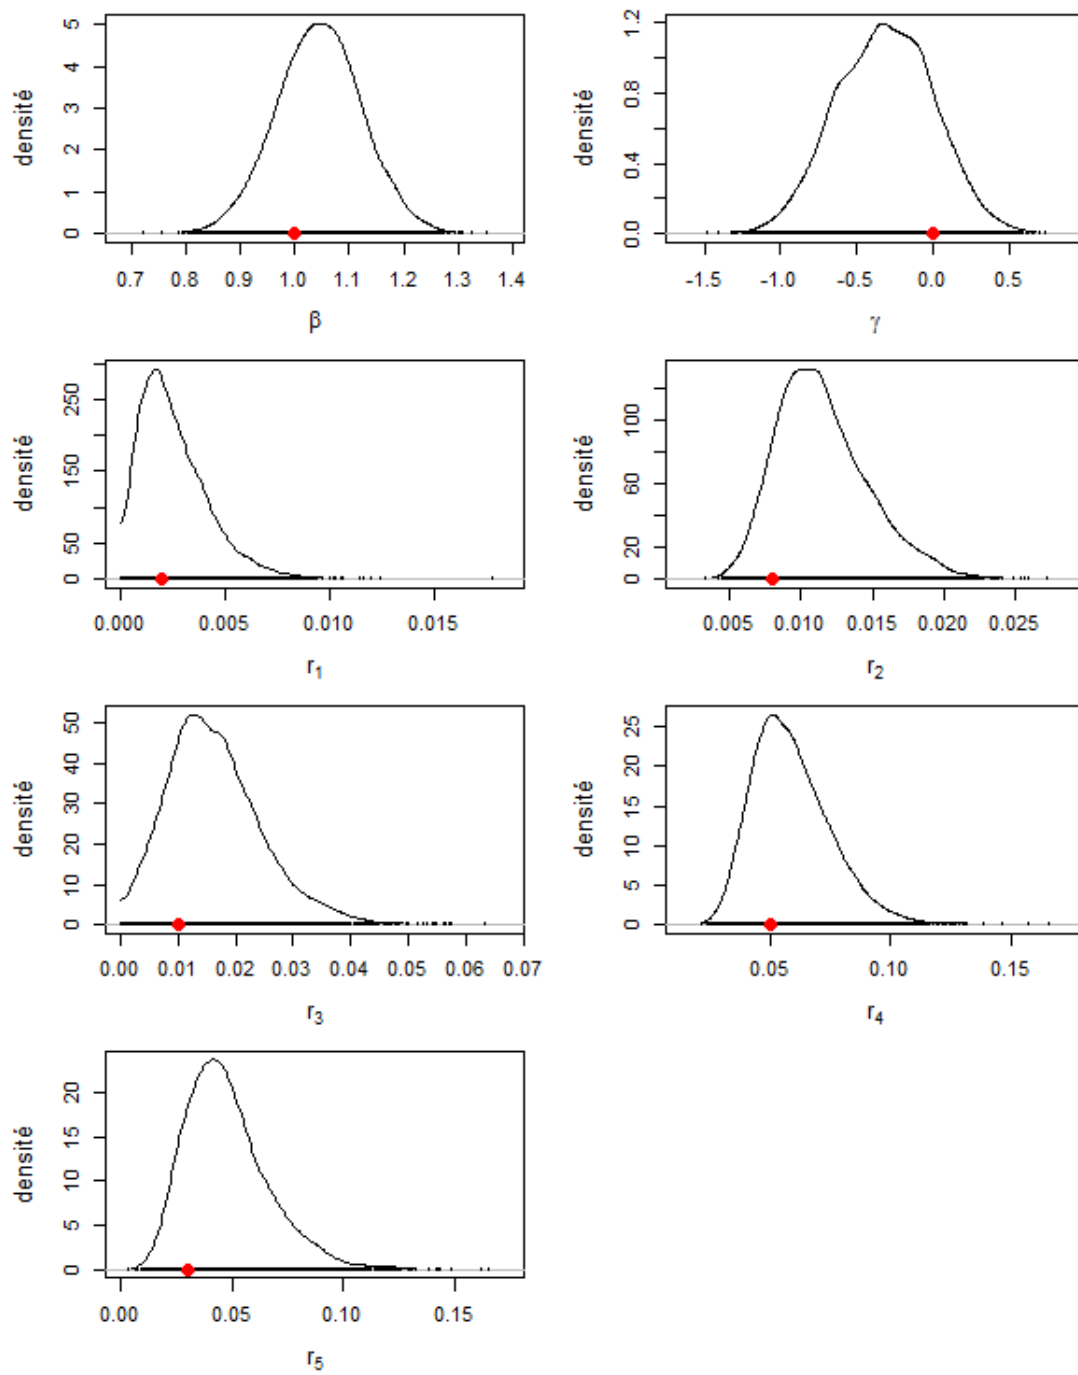 densité
0 1 2 3 4 5
0.7 0.8 0.9 1.0 1.1 1.2 1.3 1.4
β
densité
0.0 0.4 0.8 1.2
-1.5 -1.0 -0.5 0.0 0.5
γ
densité
0 50 150 250
0.000 0.005 0.010 0.015
r₁
densité
0 20 60 100
0.005 0.010 0.015 0.020 0.025
r₂
densité
0 10 20 30 40 50
0.00 0.01 0.02 0.03 0.04 0.05 0.06 0.07
r₃
densité
0 5 10 15 20 25
0.05 0.10 0.15
r₄
densité
0 5 10 15 20
0.00 0.05 0.10 0.15
r₅